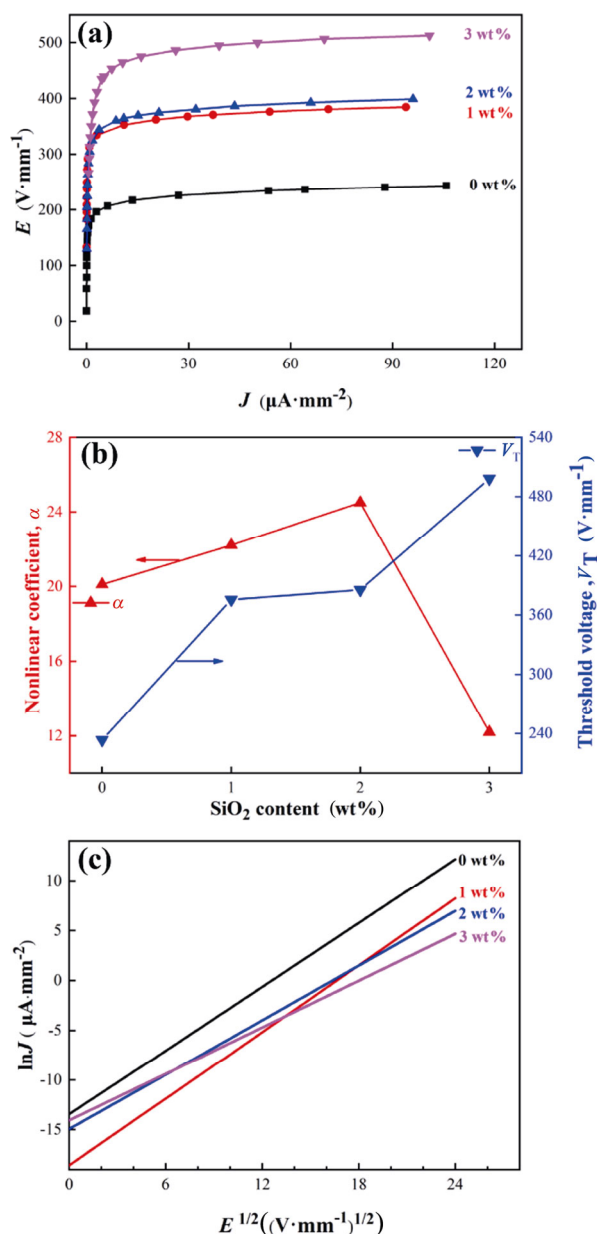 (a)
500
400
300
200
100
0
E (V·mm⁻¹)
3 wt%
2 wt%
1 wt%
0 wt%
0 30 60 90 120
J (μA·mm⁻²)
(b)
28
24
20
16
12
Nonlinear coefficient, α
α
V_T
540
480
420
360
300
240
Threshold voltage ,V_T (V·mm⁻¹)
0 1 2 3
SiO₂ content (wt%)
(c)
10
5
0
-5
-10
-15
lnJ ( μA·mm⁻²)
0 wt%
1 wt%
2 wt%
3 wt%
0 6 12 18 24
E ^1/2((V·mm⁻¹)^1/2)